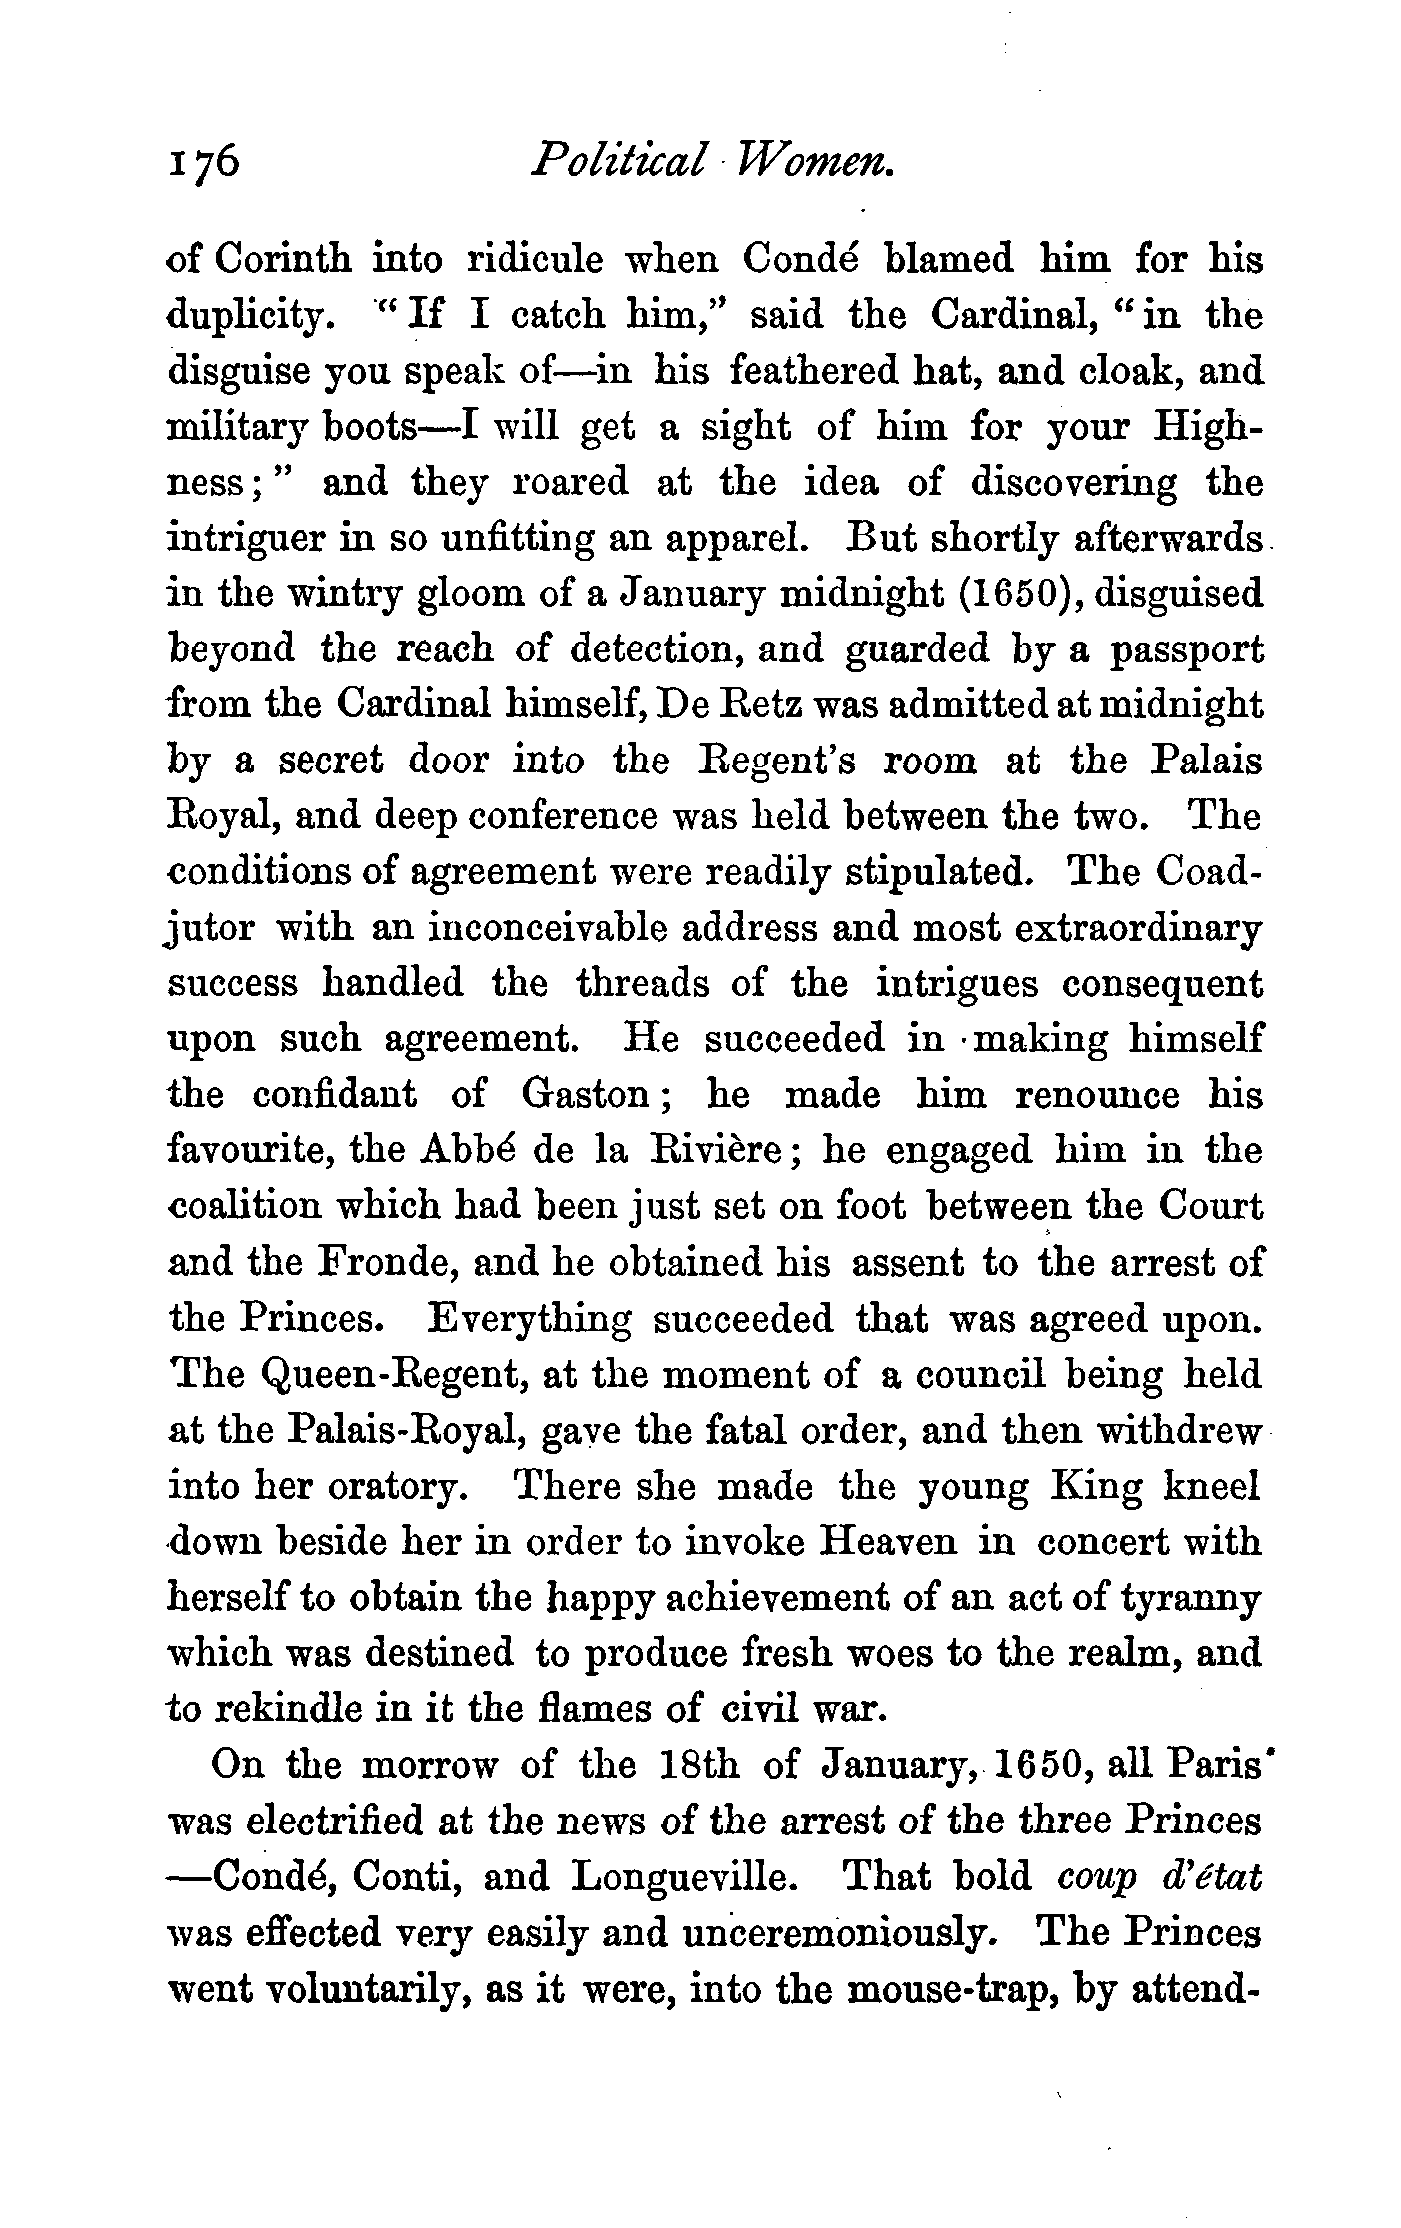 176 Political Women.
of Corinth into ridicule when Condé blamed him for his
duplicity. “If I catch him,” said the Cardinal, “in the
disguise you speak of—in his feathered hat, and cloak, and
military boots—I will get a sight of him for your High-
ness;” and they roared at the idea of discovering the
intriguer in so unfitting an apparel. But shortly afterwards
in the wintry gloom of a January midnight (1650), disguised
beyond the reach of detection, and guarded by a passport
from the Cardinal himself, De Retz was admitted at midnight
by a secret door into the Regent’s room at the Palais
Royal, and deep conference was held between the two. The
conditions of agreement were readily stipulated. The Coad-
jutor with an inconceivable address and most extraordinary
success handled the threads of the intrigues consequent
upon such agreement. He succeeded in making himself
the confidant of Gaston; he made him renounce his
favourite, the Abbé de la Rivière; he engaged him in the
coalition which had been just set on foot between the Court
and the Fronde, and he obtained his assent to the arrest of
the Princes. Everything succeeded that was agreed upon.
The Queen-Regent, at the moment of a council being held
at the Palais-Royal, gave the fatal order, and then withdrew
into her oratory. There she made the young King kneel
down beside her in order to invoke Heaven in concert with
herself to obtain the happy achievement of an act of tyranny
which was destined to produce fresh woes to the realm, and
to rekindle in it the flames of civil war.
On the morrow of the 18th of January, 1650, all Paris
was electrified at the news of the arrest of the three Princes
—Condé, Conti, and Longueville. That bold coup d’état
was effected very easily and unceremoniously. The Princes
went voluntarily, as it were, into the mouse-trap, by attend-